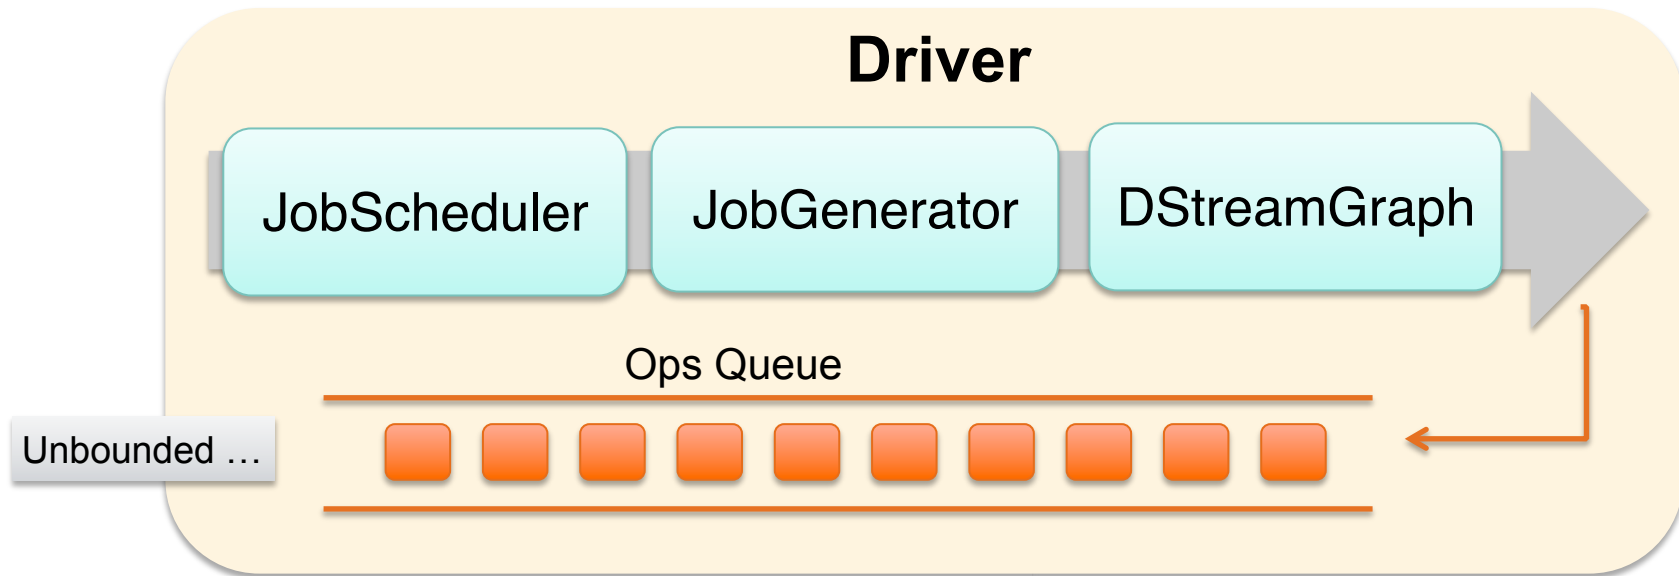 Driver
JobScheduler
JobGenerator
DStreamGraph
Ops Queue
Unbounded …